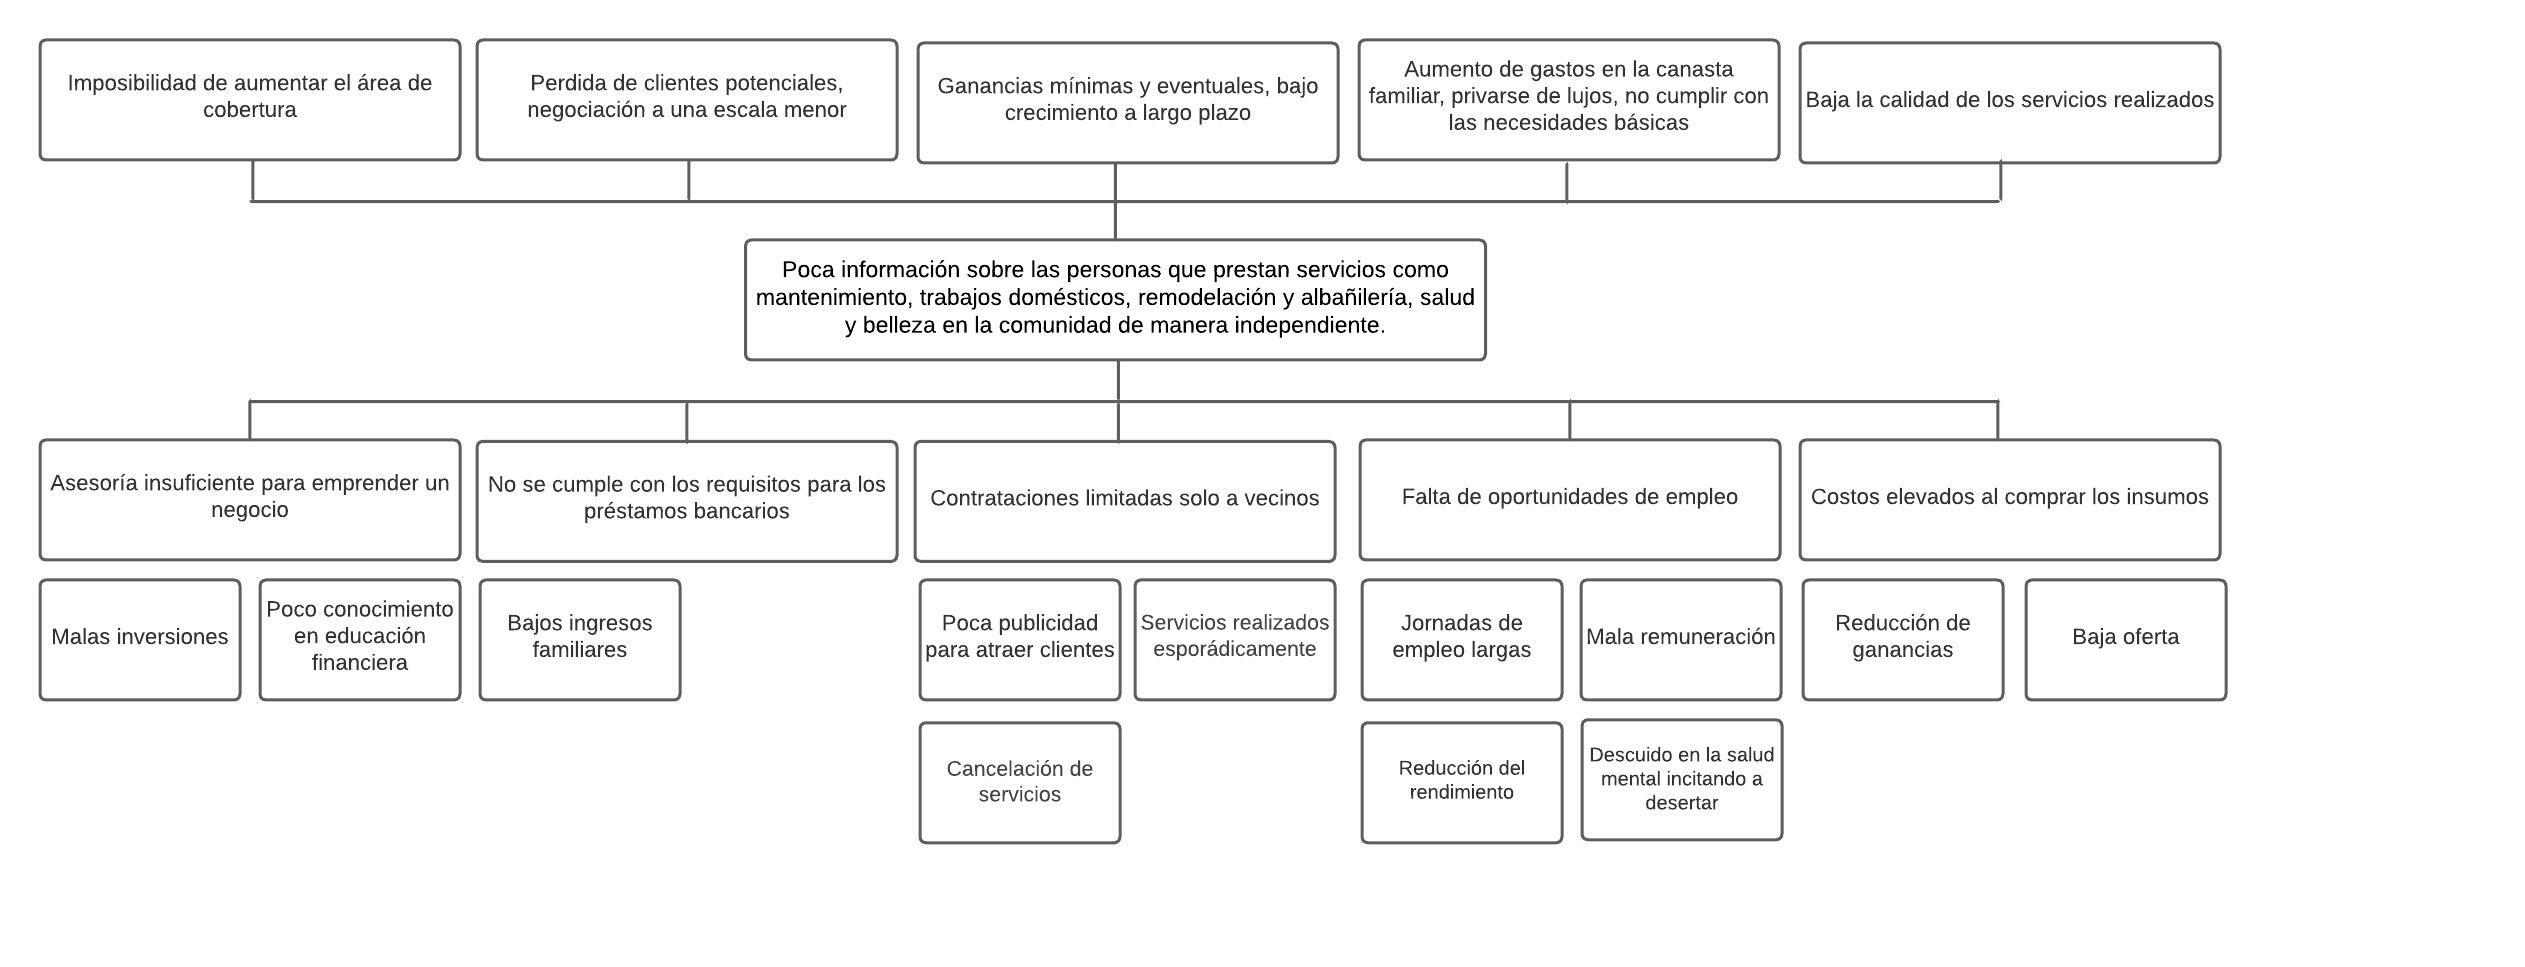 Imposibilidad de aumentar el área de
cobertura
Perdida de clientes potenciales,
negociación a una escala menor
Ganancias mínimas y eventuales, bajo
crecimiento a largo plazo
Aumento de gastos en la canasta
familiar, privarse de lujos, no cumplir con
las necesidades básicas
Baja la calidad de los servicios realizados
Poca información sobre las personas que prestan servicios como
mantenimiento, trabajos domésticos, remodelación y albañilería, salud
y belleza en la comunidad de manera independiente.
Asesoría insuficiente para emprender un
negocio
No se cumple con los requisitos para los
préstamos bancarios
Contrataciones limitadas solo a vecinos
Falta de oportunidades de empleo
Costos elevados al comprar los insumos
Malas inversiones
Poco conocimiento
en educación
financiera
Bajos ingresos
familiares
Poca publicidad
para atraer clientes
Servicios realizados
esporádicamente
Jornadas de
empleo largas
Mala remuneración
Reducción de
ganancias
Baja oferta
Cancelación de
servicios
Reducción del
rendimiento
Descuido en la salud
mental incitando a
desertar